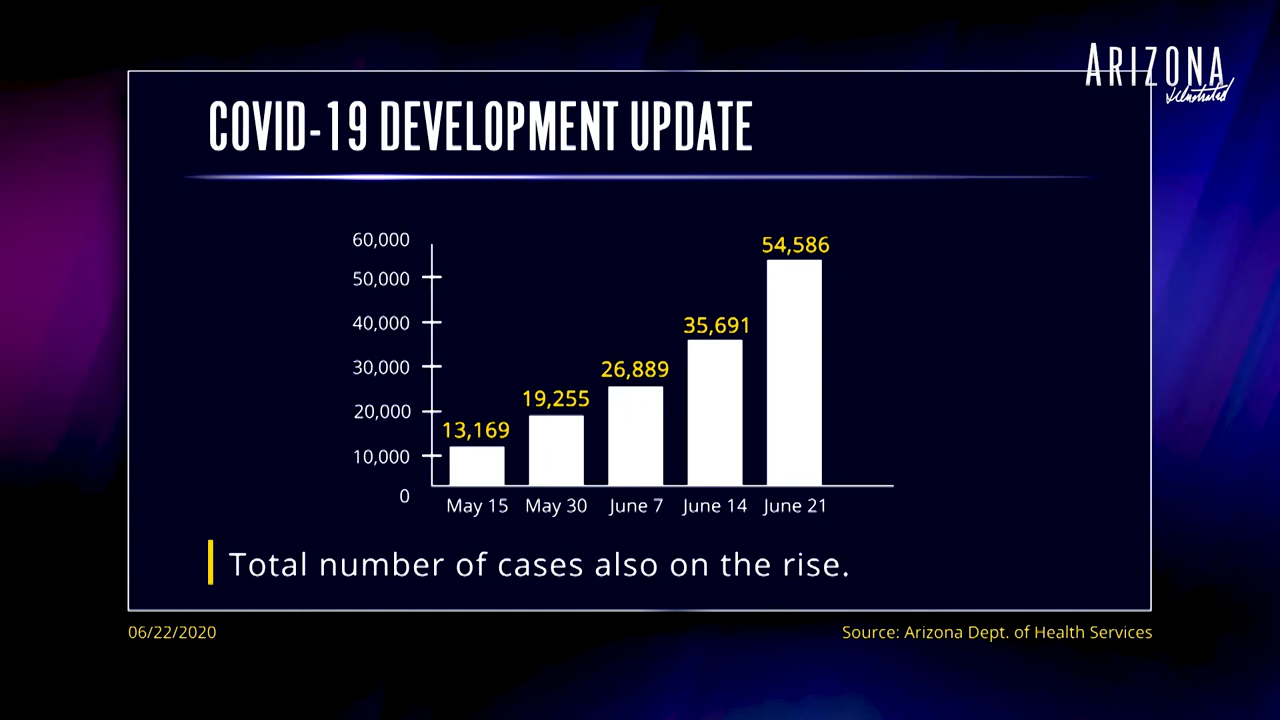 ARIZONA
Illustrated
COVID-19 DEVELOPMENT UPDATE
60,000
50,000
40,000
30,000
20,000
10,000
0
13,169
19,255
26,889
35,691
54,586
May 15 May 30 June 7 June 14 June 21
Total number of cases also on the rise.
06/22/2020 Source: Arizona Dept. of Health Services